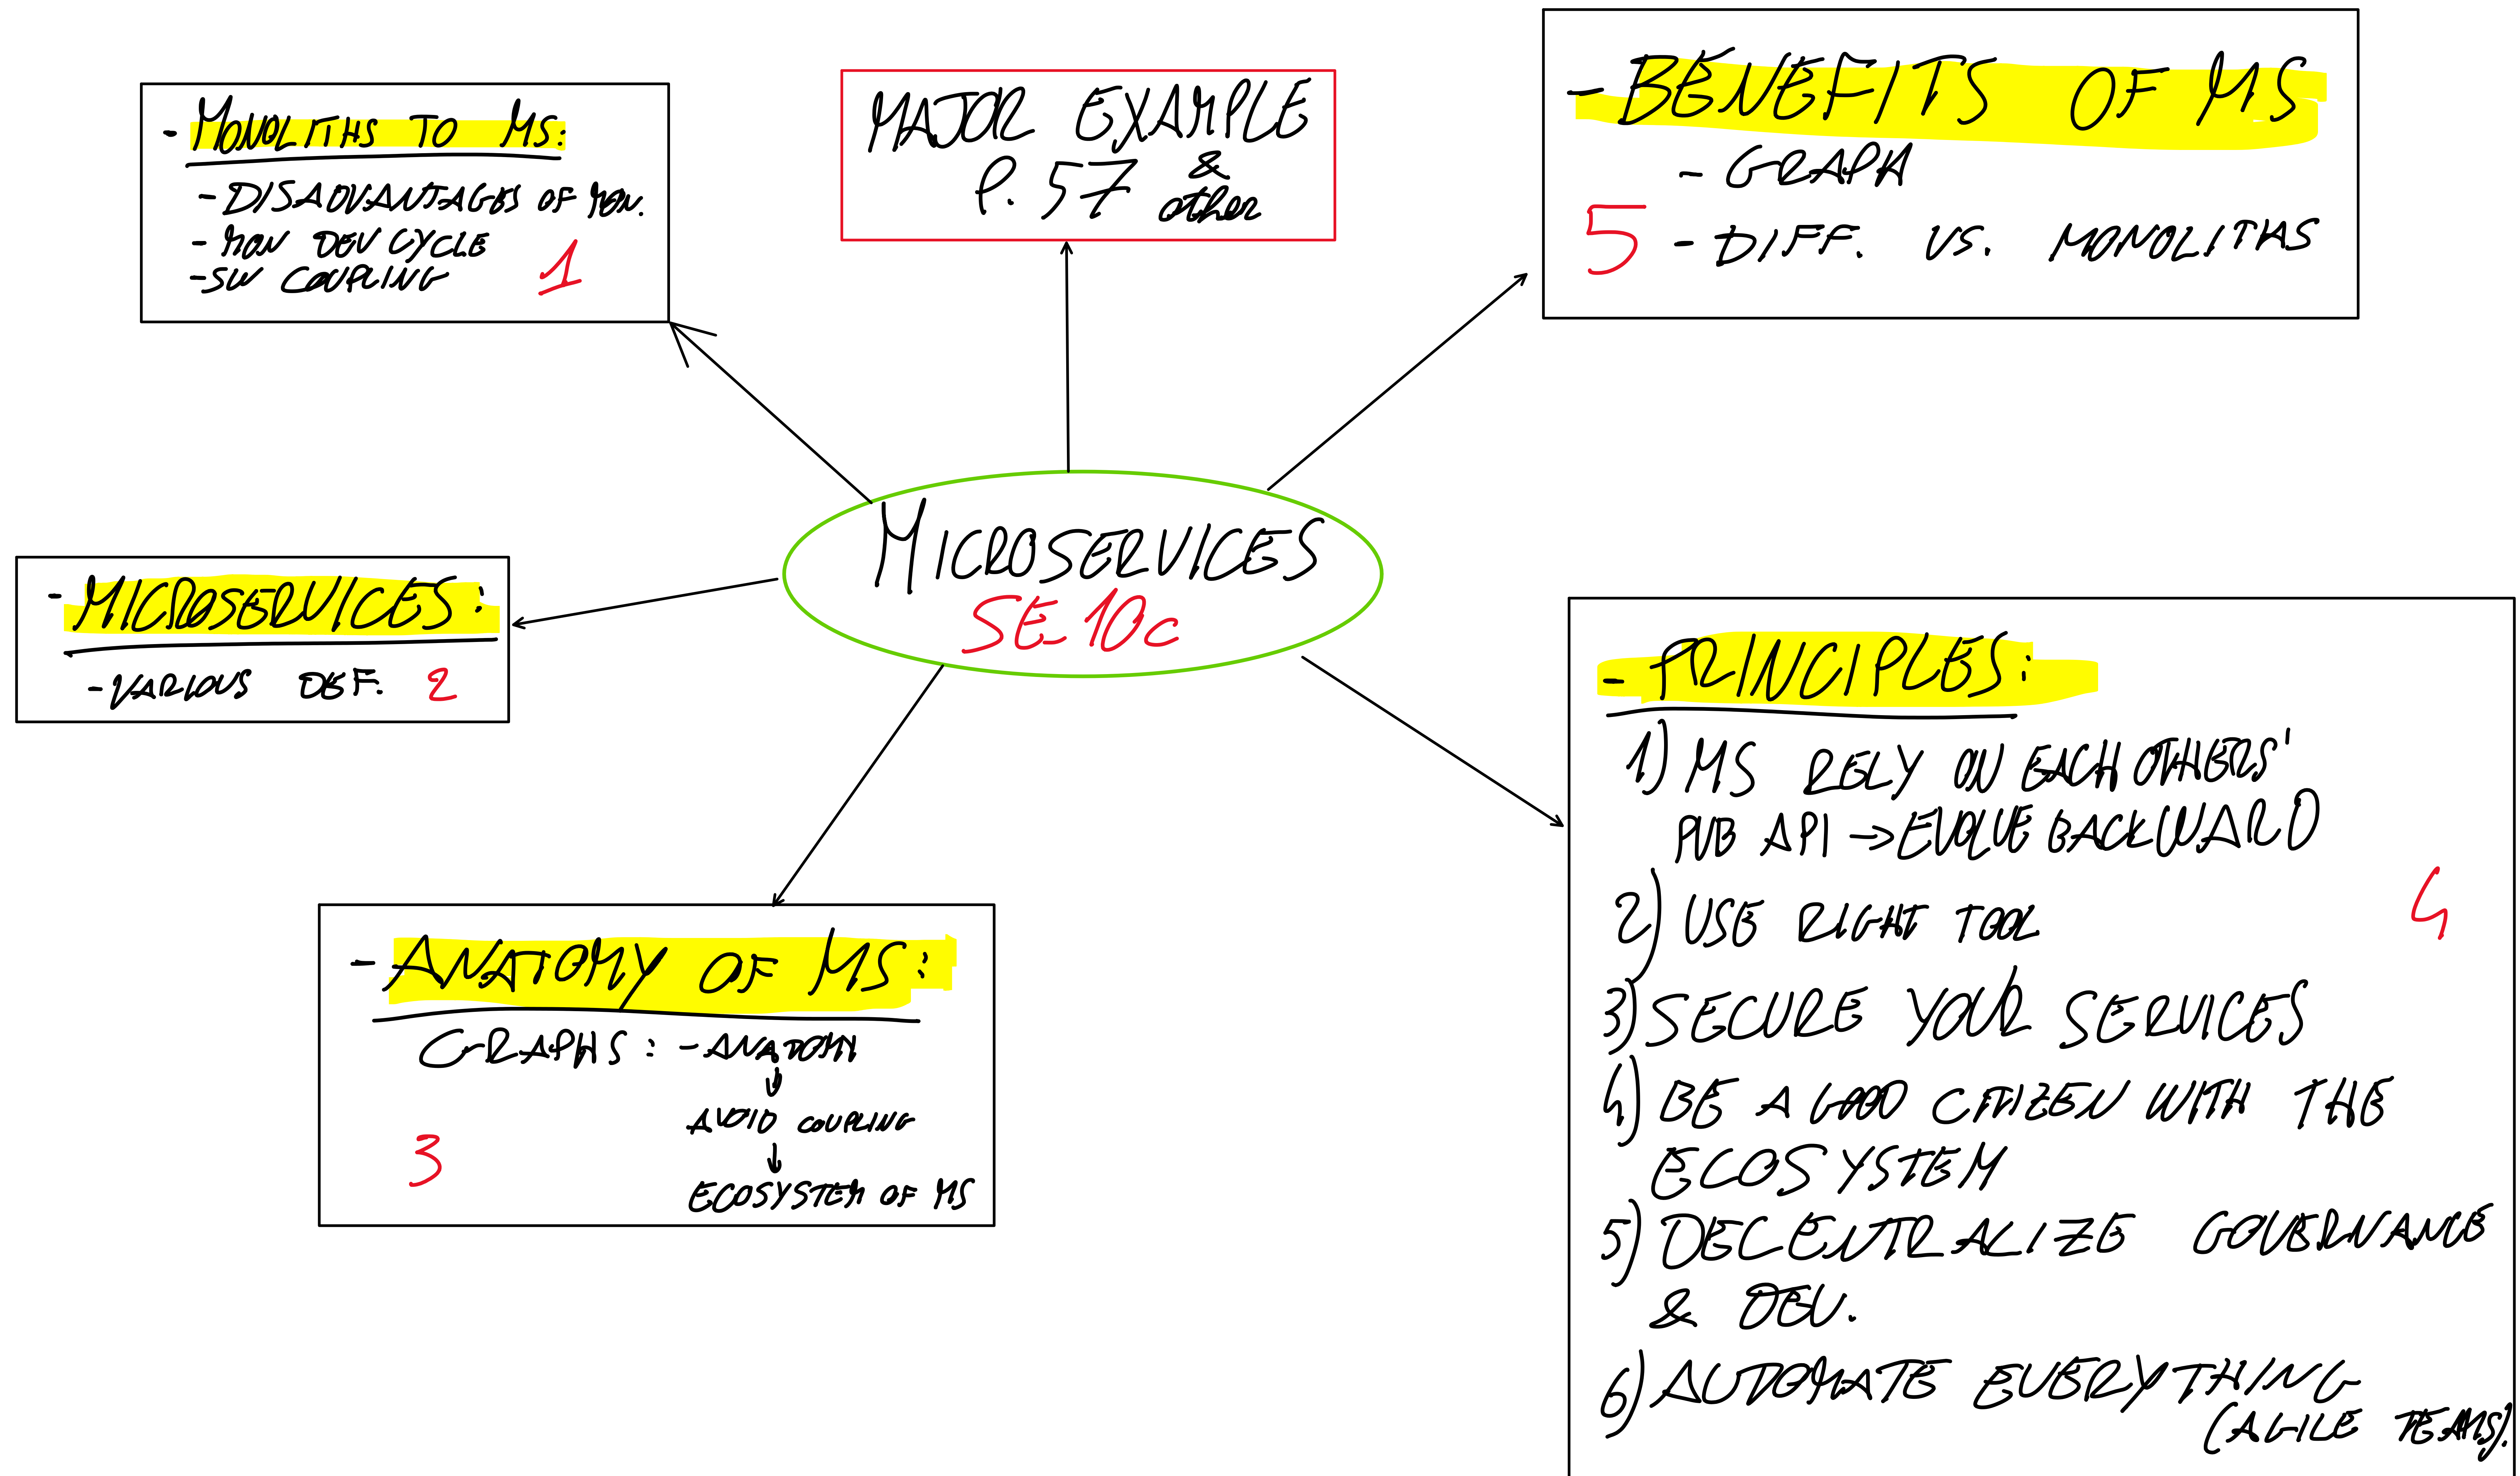 - MONOLITHS TO MS:
- DISADVANTAGES OF MON.
- MON DEV CYCLE
- SW COUPLING
1
MAJOR EXAMPLE
P. 57 & other
- BENEFITS OF MS
- GRAPH
5
- DIFF. VS. MONOLITHS
MICROSERVICES
SE 10c
- MICROSERVICES:
- VARIOUS DEF. 2
- ANATOMY OF MS:
GRAPHS: - ANATOMY
↓
AVOID COUPLING
↓
ECOSYSTEM OF MS
3
- PRINCIPLES:
1) MS RELY ON EACH OTHERS'
PUB API → EVOLVE BACKWARD
4
2) USE RIGHT TOOL
3) SECURE YOUR SERVICES
4) BE A GOOD CITIZEN WITH THE
ECOSYSTEM
5) DECENTRALIZE GOVERNANCE
& DEV.
6) AUTOMATE EVERYTHING
(AGILE TEAMS)